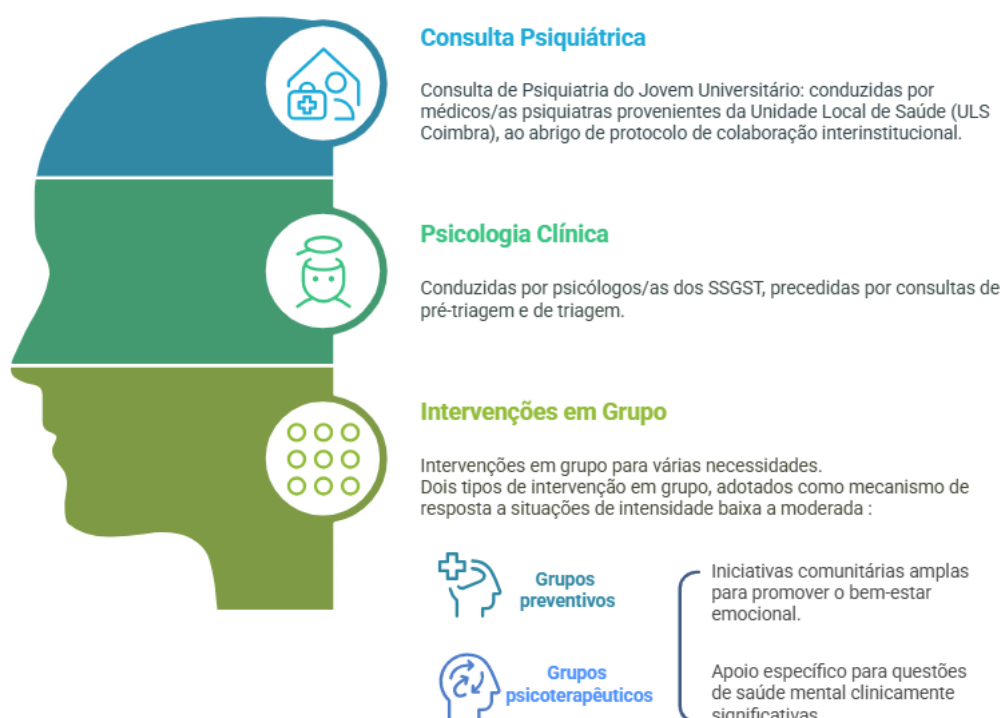 Consulta Psiquiátrica
Consulta de Psiquiatria do Jovem Universitário: conduzidas por
médicos/as psiquiatras provenientes da Unidade Local de Saúde (ULS
Coimbra), ao abrigo de protocolo de colaboração interinstitucional.
Psicologia Clínica
Conduzidas por psicólogos/as dos SSGST, precedidas por consultas de
pré-triagem e de triagem.
Intervenções em Grupo
Intervenções em grupo para várias necessidades.
Dois tipos de intervenção em grupo, adotados como mecanismo de
resposta a situações de intensidade baixa a moderada :
Grupos
preventivos
Iniciativas comunitárias amplas
para promover o bem-estar
emocional.
Grupos
psicoterapêuticos
Apoio específico para questões
de saúde mental clinicamente
significativas